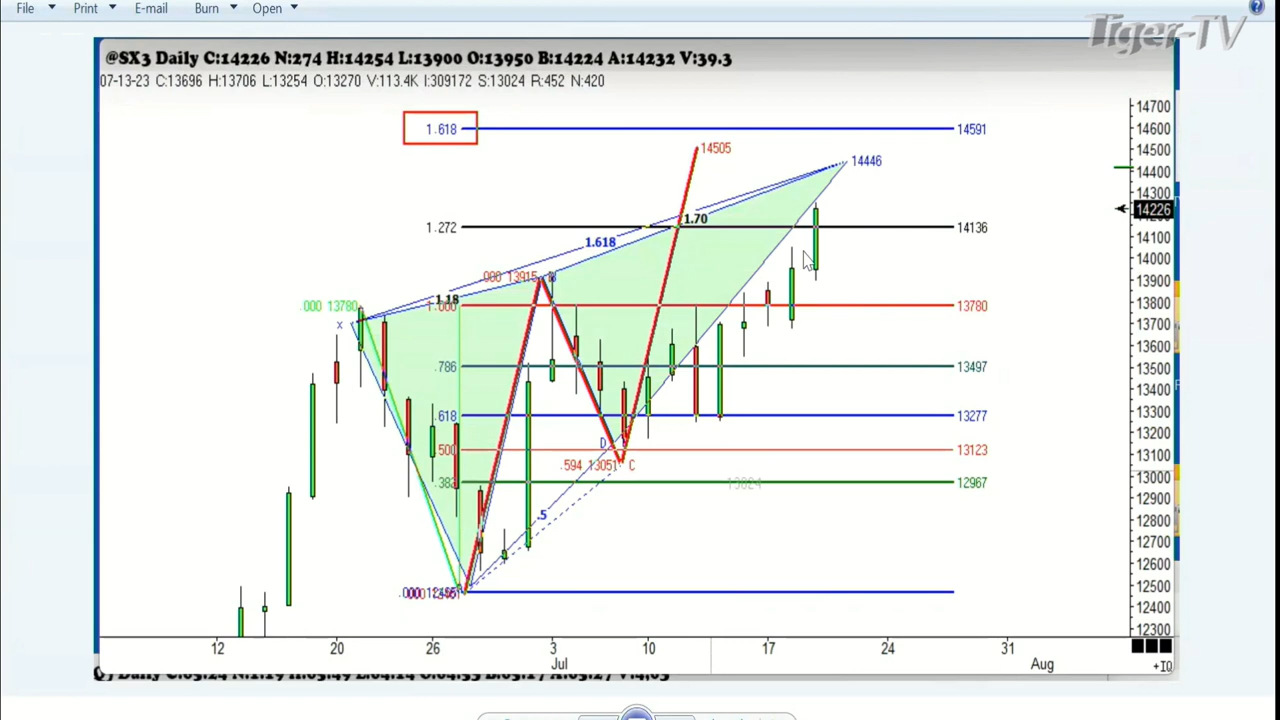 File Print E-mail Burn Open
Tiger-TV
@SX3 Daily C:14226 N:274 H:14254 L:13900 O:13950 B:14224 A:14232 V:39.3
07-13-23 C:13696 H:13706 L:13254 O:13270 V:113.4K I:309172 S:13024 R:452 N:420
14700
1.618 14591 14600
14505 14500
14446 14400
14300
1.70 14226
1.272 14136 14100
1.618
.000 13915 B 14000
13900
1.18
.000 13780 1.000 13780 13800
X 13700
13600
.786 13497 13500
13400
.618 13277 13300
13200
D
.500 13123 13100
.594 13051 C
.382 13024 12967 13000
12900
.5 12800
12700
12600
.000 12500
12400
12300
12 20 26 3 10 17 24 31
Jul Aug
+IQ